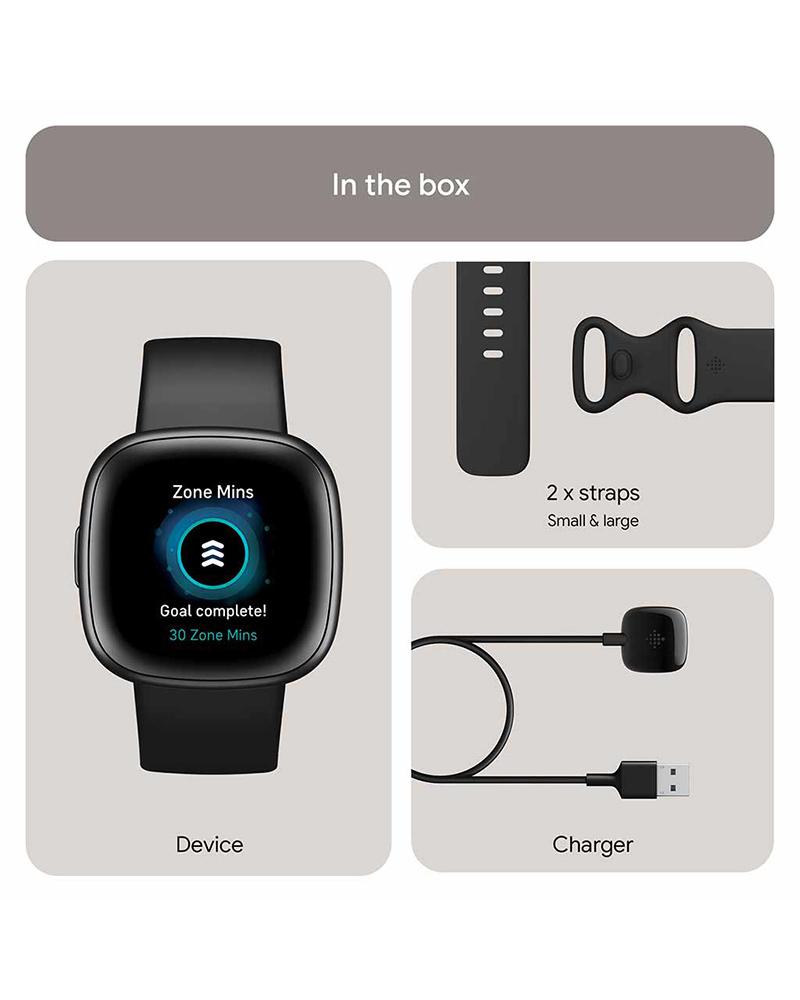 In the box
Zone Mins
Goal complete!
30 Zone Mins
Device
2 x straps
Small & large
Charger